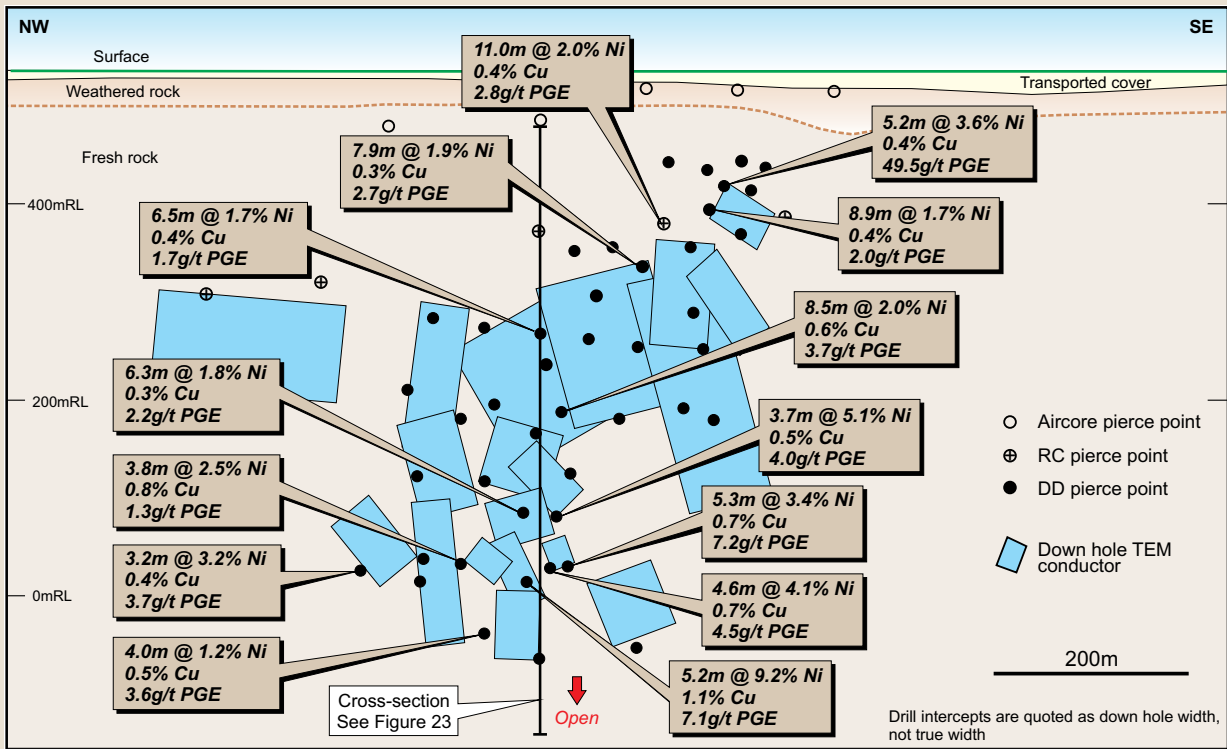 NW
SE
Surface
Weathered rock
Transported cover
Fresh rock
11.0m @ 2.0% Ni
0.4% Cu
2.8g/t PGE
7.9m @ 1.9% Ni
0.3% Cu
2.7g/t PGE
5.2m @ 3.6% Ni
0.4% Cu
49.5g/t PGE
400mRL
6.5m @ 1.7% Ni
0.4% Cu
1.7g/t PGE
8.9m @ 1.7% Ni
0.4% Cu
2.0g/t PGE
8.5m @ 2.0% Ni
0.6% Cu
3.7g/t PGE
6.3m @ 1.8% Ni
0.3% Cu
2.2g/t PGE
200mRL
3.7m @ 5.1% Ni
0.5% Cu
4.0g/t PGE
3.8m @ 2.5% Ni
0.8% Cu
1.3g/t PGE
5.3m @ 3.4% Ni
0.7% Cu
7.2g/t PGE
3.2m @ 3.2% Ni
0.4% Cu
3.7g/t PGE
0mRL
4.6m @ 4.1% Ni
0.7% Cu
4.5g/t PGE
4.0m @ 1.2% Ni
0.5% Cu
3.6g/t PGE
5.2m @ 9.2% Ni
1.1% Cu
7.1g/t PGE
Cross-section
See Figure 23
Open
Aircore pierce point
RC pierce point
DD pierce point
Down hole TEM
conductor
200m
Drill intercepts are quoted as down hole width,
not true width